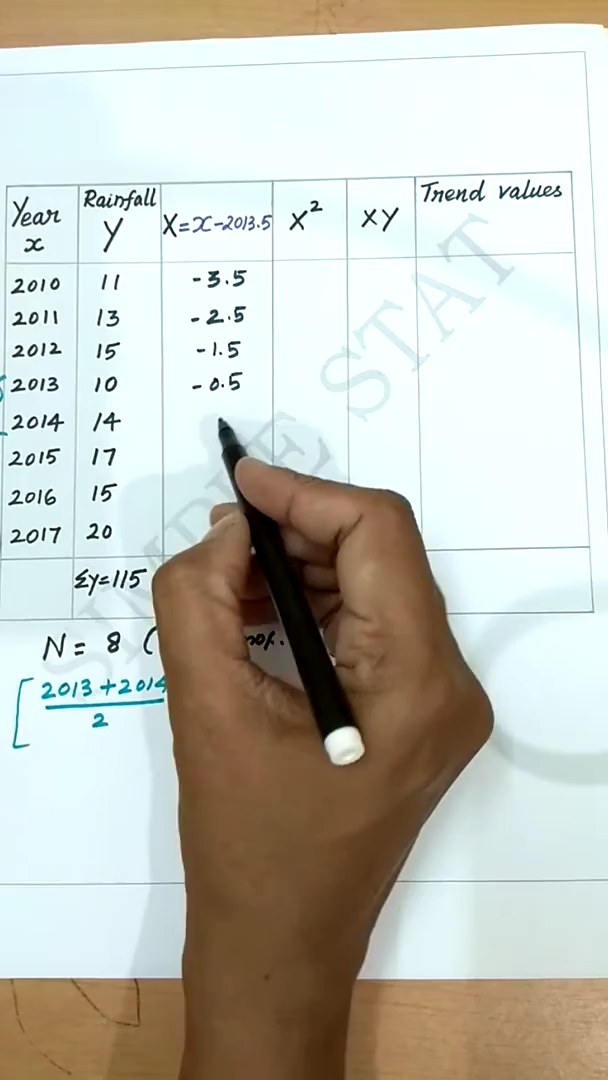 Year x Rainfall Y X=x-2013.5 X² XY Trend values
2010 11 -3.5
2011 13 -2.5
2012 15 -1.5
2013 10 -0.5
2014 14
2015 17
2016 15
2017 20
Σy=115
N= 8 (
2013+2014
2
SIMPLE STAT